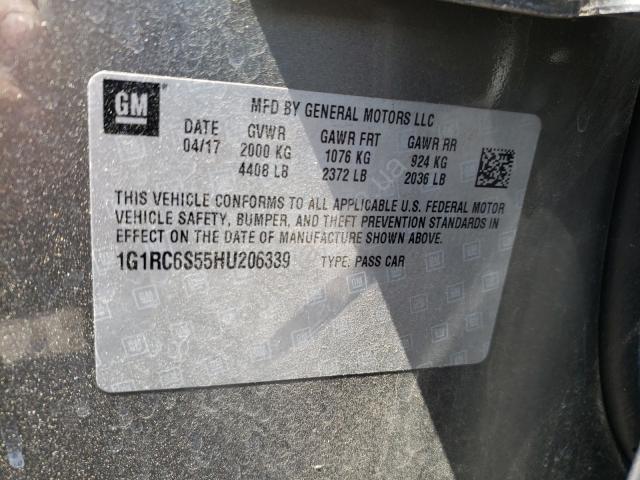 GM
MFD BY GENERAL MOTORS LLC
DATE GVWR GAWR FRT GAWR RR
04/17 2000 KG 1076 KG 924 KG
4408 LB 2372 LB 2036 LB
THIS VEHICLE CONFORMS TO ALL APPLICABLE U.S. FEDERAL MOTOR
VEHICLE SAFETY, BUMPER, AND THEFT PREVENTION STANDARDS IN
EFFECT ON THE DATE OF MANUFACTURE SHOWN ABOVE.
1G1RC6S55HU206339 TYPE: PASS CAR